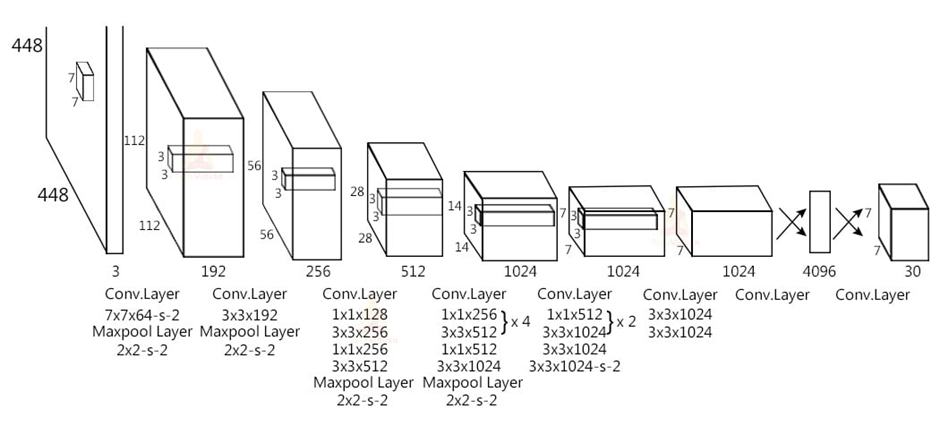 448
7
7
448
3
112
3
3
112
192
56
3
3
56
256
28
3
3
28
512
14
3
3
14
1024
7
3
3
7
1024
7
7
1024
4096
7
7
30
Conv.Layer
7x7x64-s-2
Maxpool Layer
2x2-s-2
Conv.Layer
3x3x192
Maxpool Layer
2x2-s-2
Conv.Layer
1x1x128
3x3x256
1x1x256
3x3x512
Maxpool Layer
2x2-s-2
Conv.Layer
1x1x256
3x3x512
} x 4
1x1x512
3x3x1024
Maxpool Layer
2x2-s-2
Conv.Layer
1x1x512
3x3x1024
} x 2
3x3x1024
3x3x1024-s-2
Conv.Layer
3x3x1024
3x3x1024
Conv.Layer
Conv.Layer